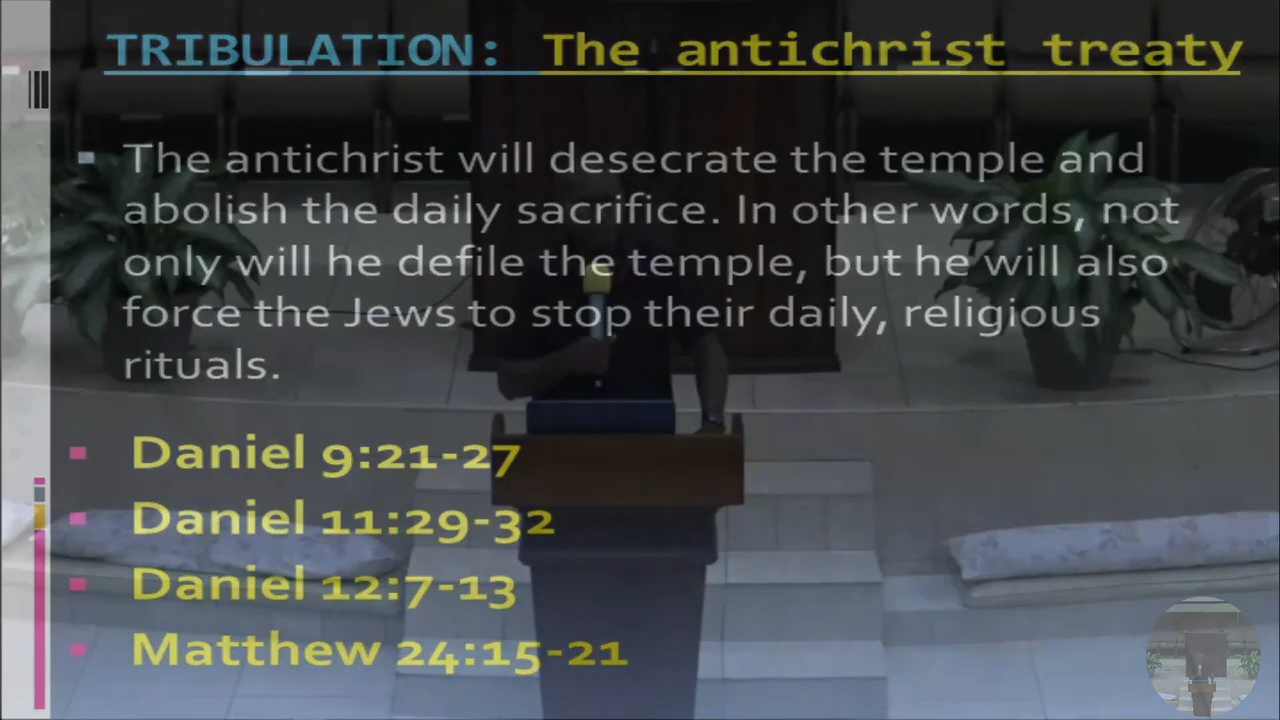 TRIBULATION: The antichrist treaty
The antichrist will desecrate the temple and
abolish the daily sacrifice. In other words, not
only will he defile the temple, but he will also
force the Jews to stop their daily, religious
rituals.
Daniel 9:21-27
Daniel 11:29-32
Daniel 12:7-13
Matthew 24:15-21